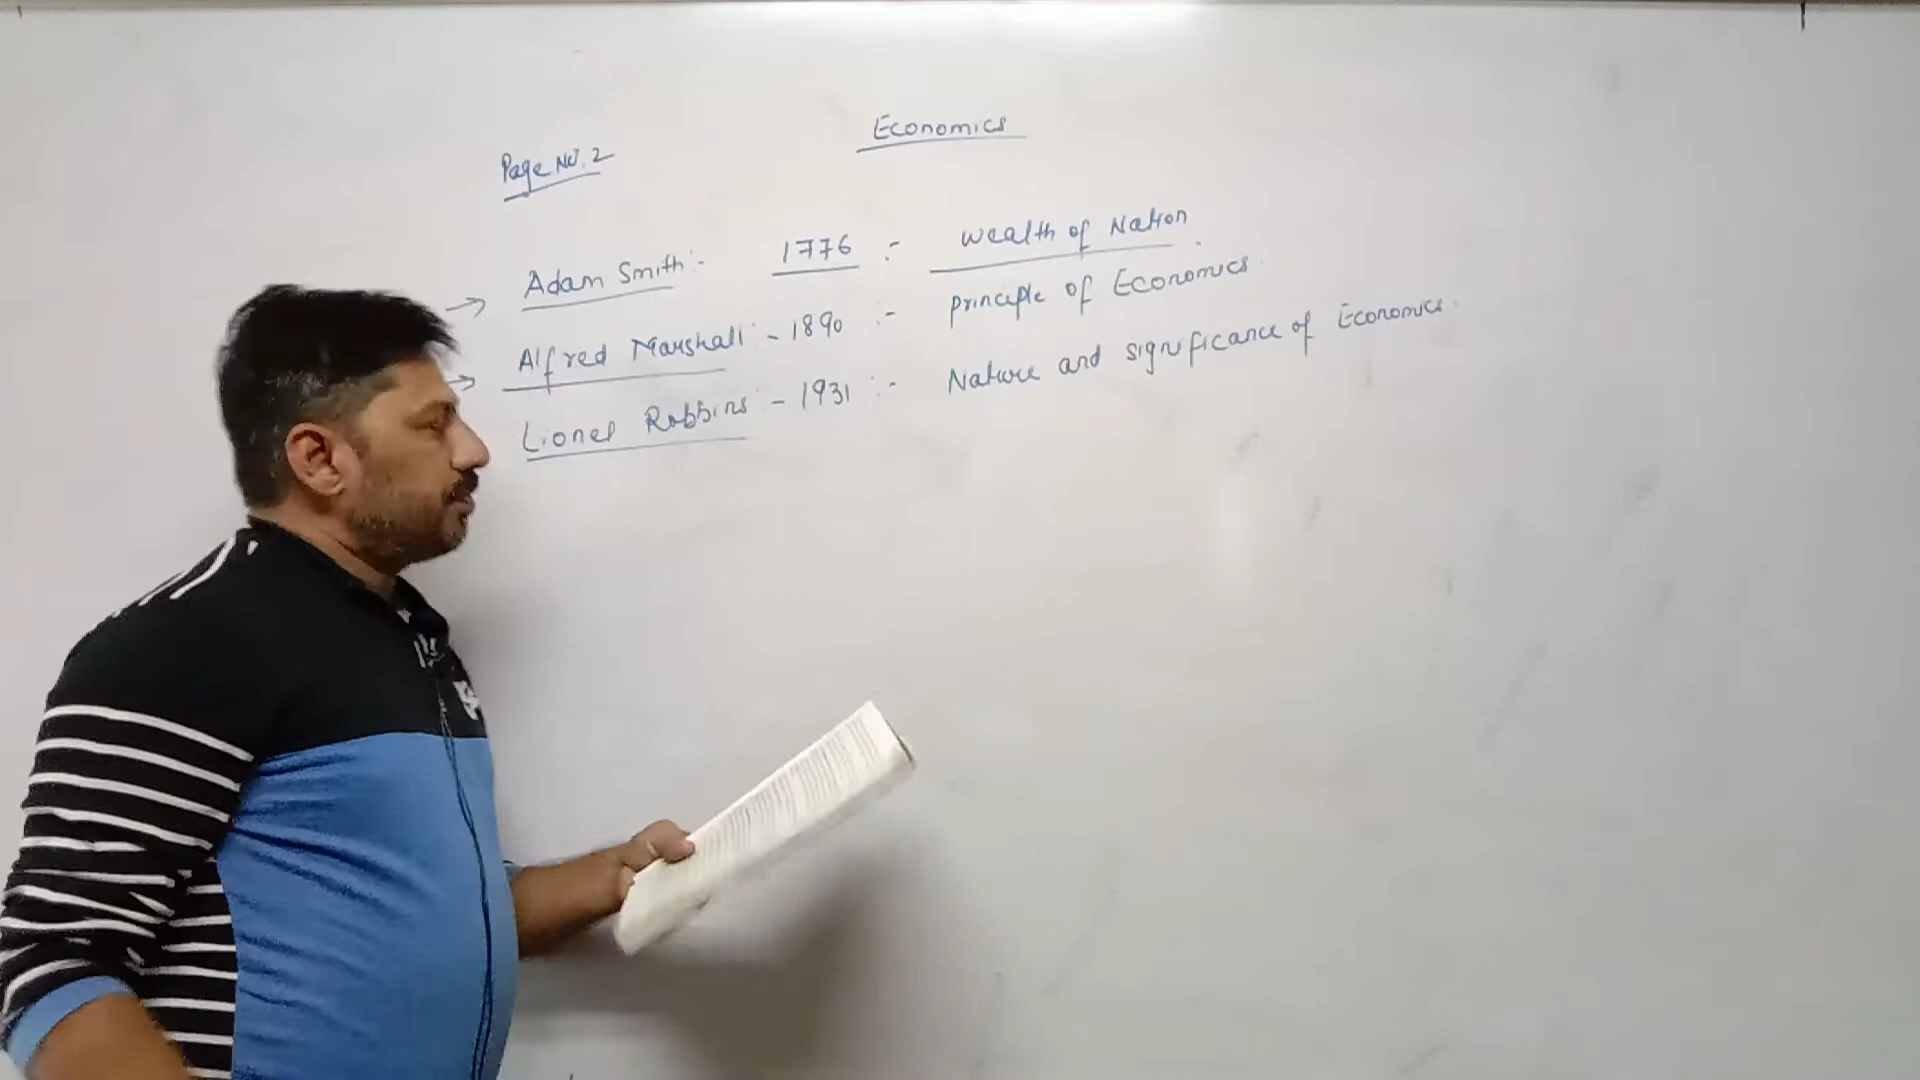 Economics
Page No. 2
Adam Smith :- 1776 :- Wealth of Nation
Alfred Marshall :- 1890 :- principle of Economics
Lionel Robbins - 1931 :- Nature and significance of Economics.